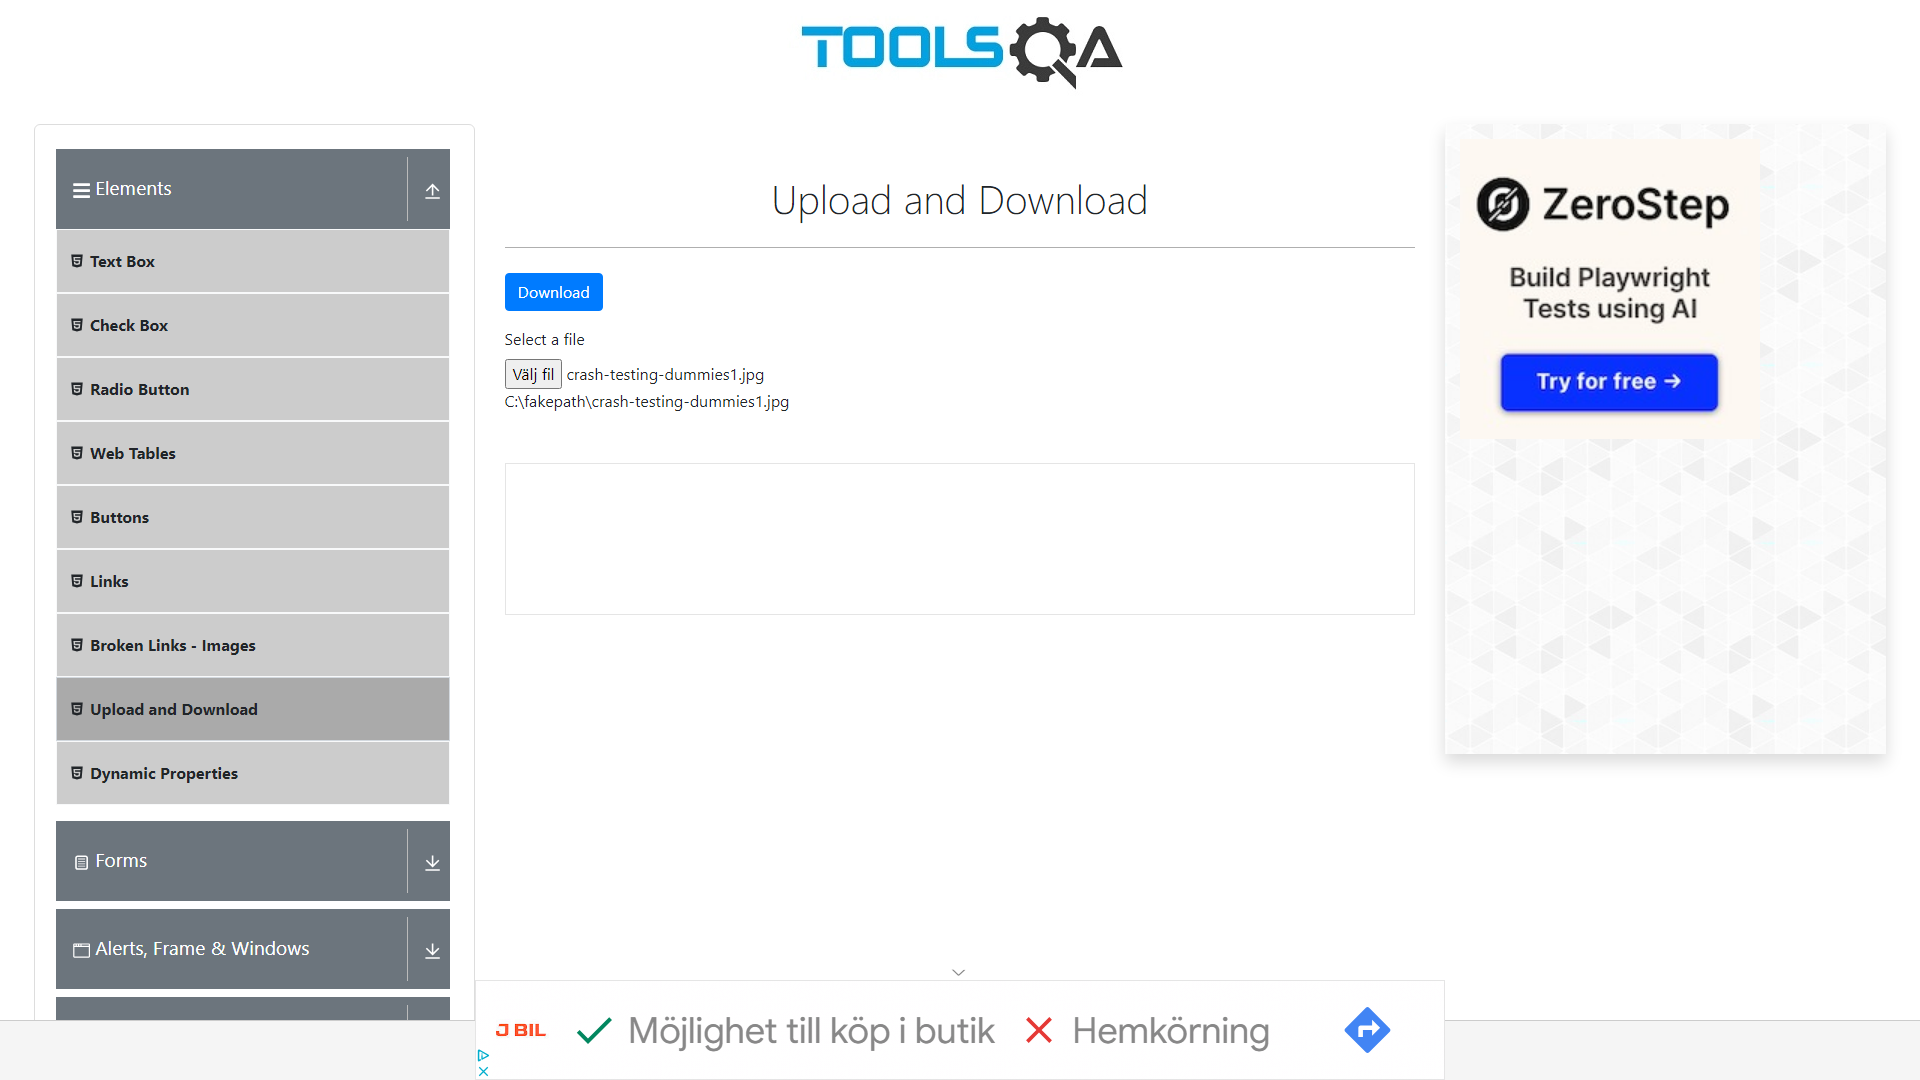 TOOLSQA
Elements
Text Box
Check Box
Radio Button
Web Tables
Buttons
Links
Broken Links - Images
Upload and Download
Dynamic Properties
Forms
Alerts, Frame & Windows
Upload and Download
Download
Select a file
Välj fil crash-testing-dummies1.jpg
C:\fakepath\crash-testing-dummies1.jpg
ZeroStep
Build Playwright
Tests using AI
Try for free →
J BIL
Möjlighet till köp i butik
Hemkörning